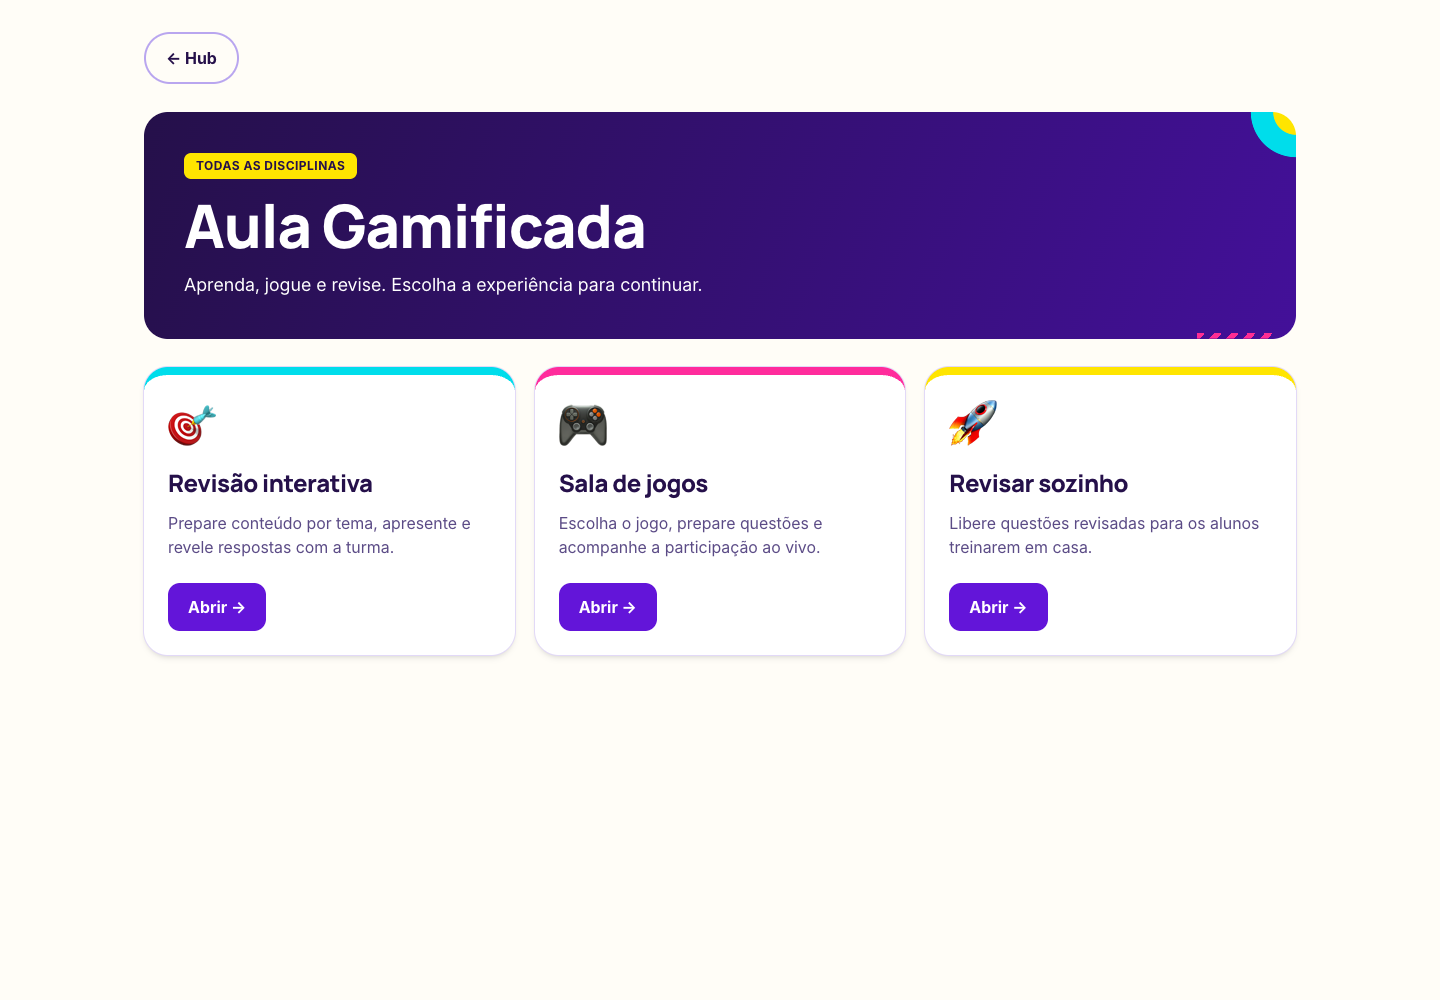 ← Hub
TODAS AS DISCIPLINAS
Aula Gamificada
Aprenda, jogue e revise. Escolha a experiência para continuar.
Revisão interativa
Prepare conteúdo por tema, apresente e
revele respostas com a turma.
Abrir →
Sala de jogos
Escolha o jogo, prepare questões e
acompanhe a participação ao vivo.
Abrir →
Revisar sozinho
Libere questões revisadas para os alunos
treinarem em casa.
Abrir →